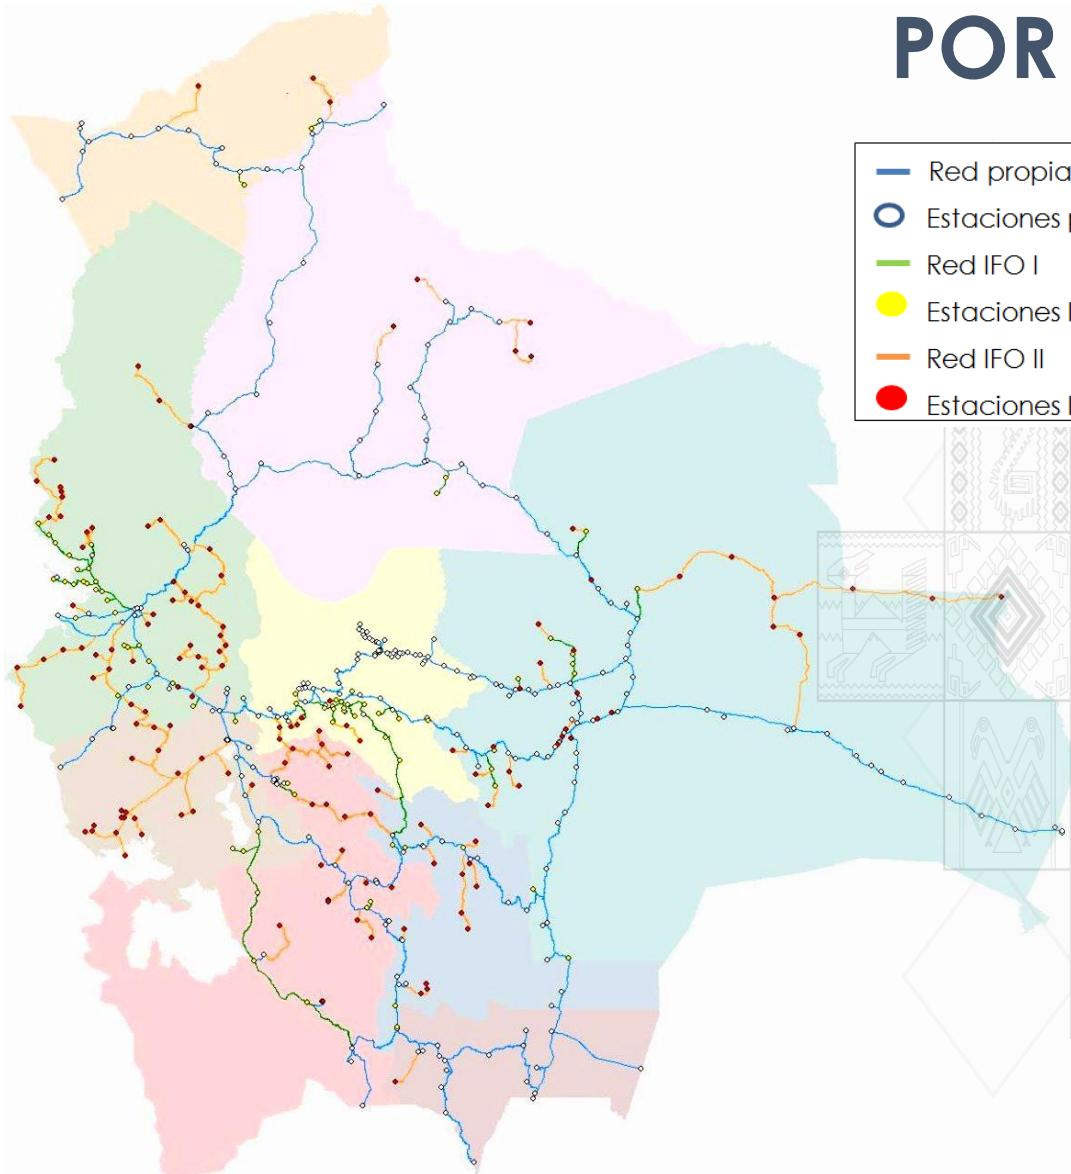 POR
Red propia
Estaciones
Red IFO I
Estaciones
Red IFO II
Estaciones